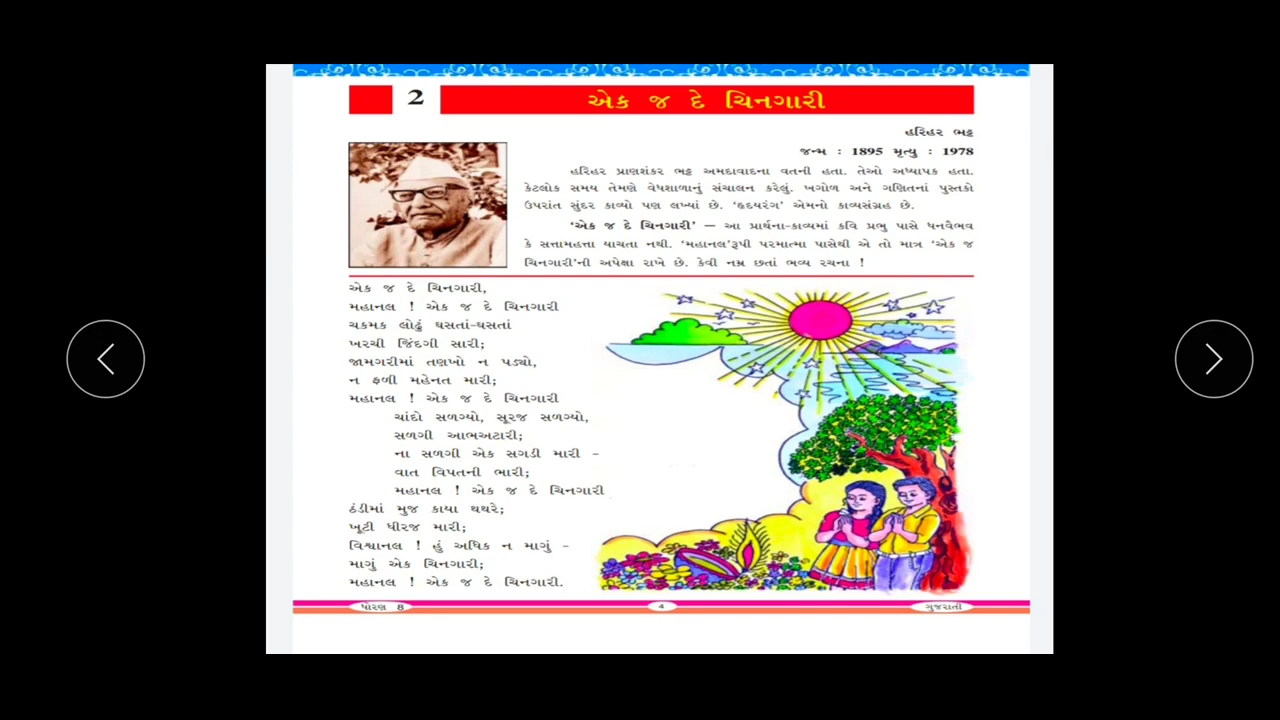 2
એક જ દે ચિનગારી
હરિહર ભટ્ટ
જન્મ : 1895 મૃત્યુ : 1978
હરિહર પ્રાણશંકર ભટ્ટ અમદાવાદના વતની હતા. તેઓ અધ્યાપક હતા.
કેટલોક સમય તેમણે વેધશાળાનું સંચાલન કરેલું. ખગોળ અને ગણિતનાં પુસ્તકો
ઉપરાંત સુંદર કાવ્યો પણ લખ્યાં છે. ‘હૃદયરંગ’ એમનો કાવ્યસંગ્રહ છે.
‘એક જ દે ચિનગારી’ – આ પ્રાર્થના-કાવ્યમાં કવિ પ્રભુ પાસે ધનવૈભવ
કે સત્તામહત્તા યાચતા નથી. ‘મહાનલ’રૂપી પરમાત્મા પાસેથી એ તો માત્ર ‘એક જ
ચિનગારી’ની અપેક્ષા રાખે છે. કેવી નમ્ર છતાં ભવ્ય રચના !
એક જ દે ચિનગારી,
મહાનલ ! એક જ દે ચિનગારી
ચકમક લોઢું ઘસતાં-ઘસતાં
ખરચી જિંદગી સારી;
જામગરીમાં તણખો ન પડ્યો,
ન ફળી મહેનત મારી;
મહાનલ ! એક જ દે ચિનગારી
ચાંદો સળગ્યો, સૂરજ સળગ્યો,
સળગી આભઅટારી;
ના સળગી એક સગડી મારી –
વાત વિપતની ભારી;
મહાનલ ! એક જ દે ચિનગારી
ઠંડીમાં મુજ કાયા થથરે;
ખૂટી ધીરજ મારી;
વિશ્વાનલ ! હું અધિક ન માગું –
માગું એક ચિનગારી;
મહાનલ ! એક જ દે ચિનગારી.
ધોરણ 8
4
ગુજરાતી